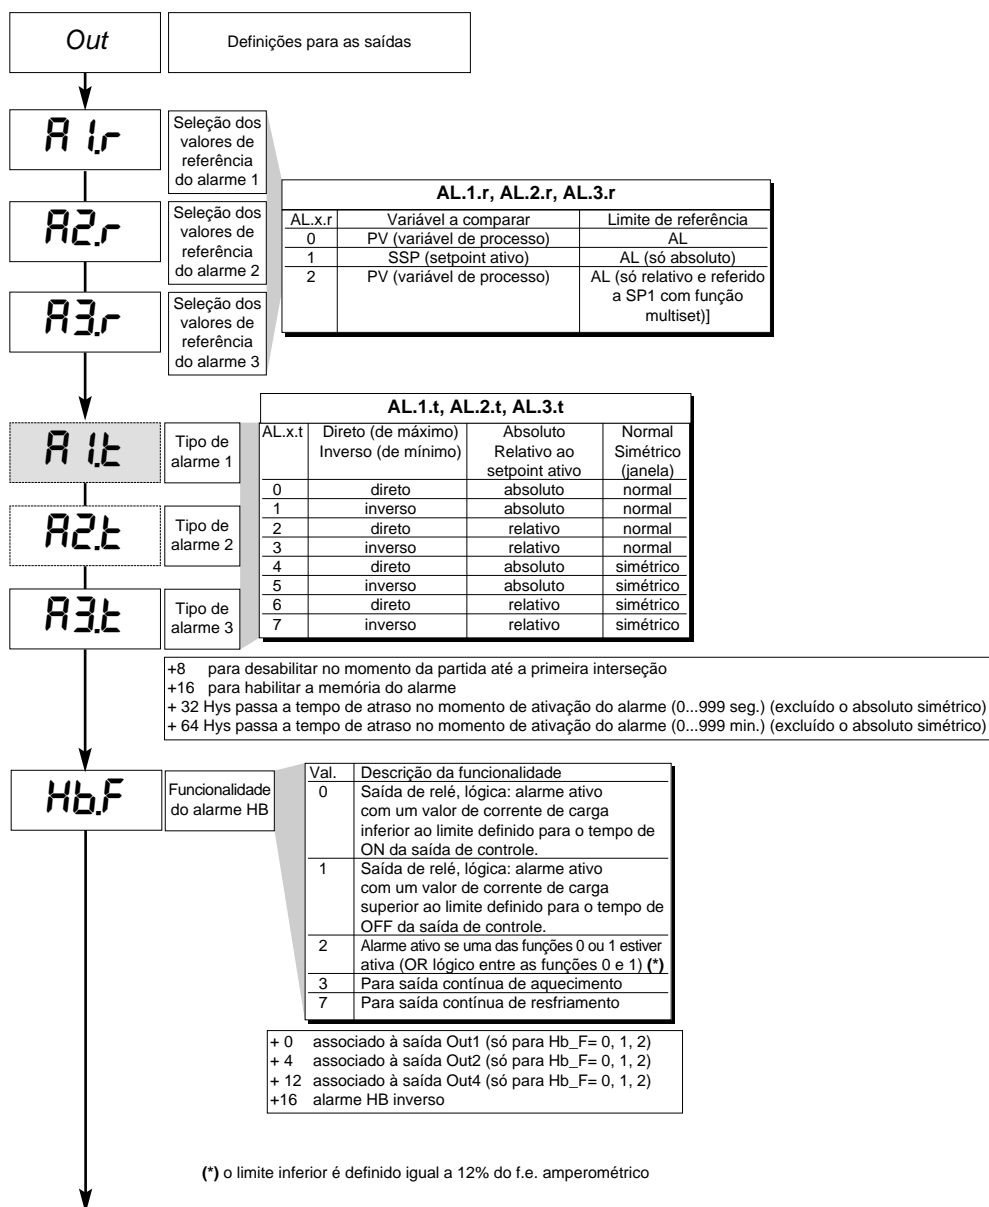 Out
Definições para as saídas
A1.r
Seleção dos
valores de
referência
do alarme 1
A2.r
Seleção dos
valores de
referência
do alarme 2
A3.r
Seleção dos
valores de
referência
do alarme 3
AL.1.r, AL.2.r, AL.3.r
AL.x.r Variável a comparar Limite de referência
0 PV (variável de processo) AL
1 SSP (setpoint ativo) AL (só absoluto)
2 PV (variável de processo) AL (só relativo e referido
a SP1 com função
multiset)]
A1.t
Tipo de
alarme 1
A2.t
Tipo de
alarme 2
A3.t
Tipo de
alarme 3
AL.1.t, AL.2.t, AL.3.t
AL.x.t Direto (de máximo) Absoluto Normal
Inverso (de mínimo) Relativo ao Simétrico
setpoint ativo (janela)
0 direto absoluto normal
1 inverso absoluto normal
2 direto relativo normal
3 inverso relativo normal
4 direto absoluto simétrico
5 inverso absoluto simétrico
6 direto relativo simétrico
7 inverso relativo simétrico
+8 para desabilitar no momento da partida até a primeira interseção
+16 para habilitar a memória do alarme
+ 32 Hys passa a tempo de atraso no momento de ativação do alarme (0...999 seg.) (excluído o absoluto simétrico)
+ 64 Hys passa a tempo de atraso no momento de ativação do alarme (0...999 min.) (excluído o absoluto simétrico)
Hb.F
Funcionalidade
do alarme HB
Val. Descrição da funcionalidade
0 Saída de relé, lógica: alarme ativo
com um valor de corrente de carga
inferior ao limite definido para o tempo de
ON da saída de controle.
1 Saída de relé, lógica: alarme ativo
com um valor de corrente de carga
superior ao limite definido para o tempo de
OFF da saída de controle.
2 Alarme ativo se uma das funções 0 ou 1 estiver
ativa (OR lógico entre as funções 0 e 1) (*)
3 Para saída contínua de aquecimento
7 Para saída contínua de resfriamento
+ 0 associado à saída Out1 (só para Hb_F= 0, 1, 2)
+ 4 associado à saída Out2 (só para Hb_F= 0, 1, 2)
+ 12 associado à saída Out4 (só para Hb_F= 0, 1, 2)
+16 alarme HB inverso
(*) o limite inferior é definido igual a 12% do f.e. amperométrico